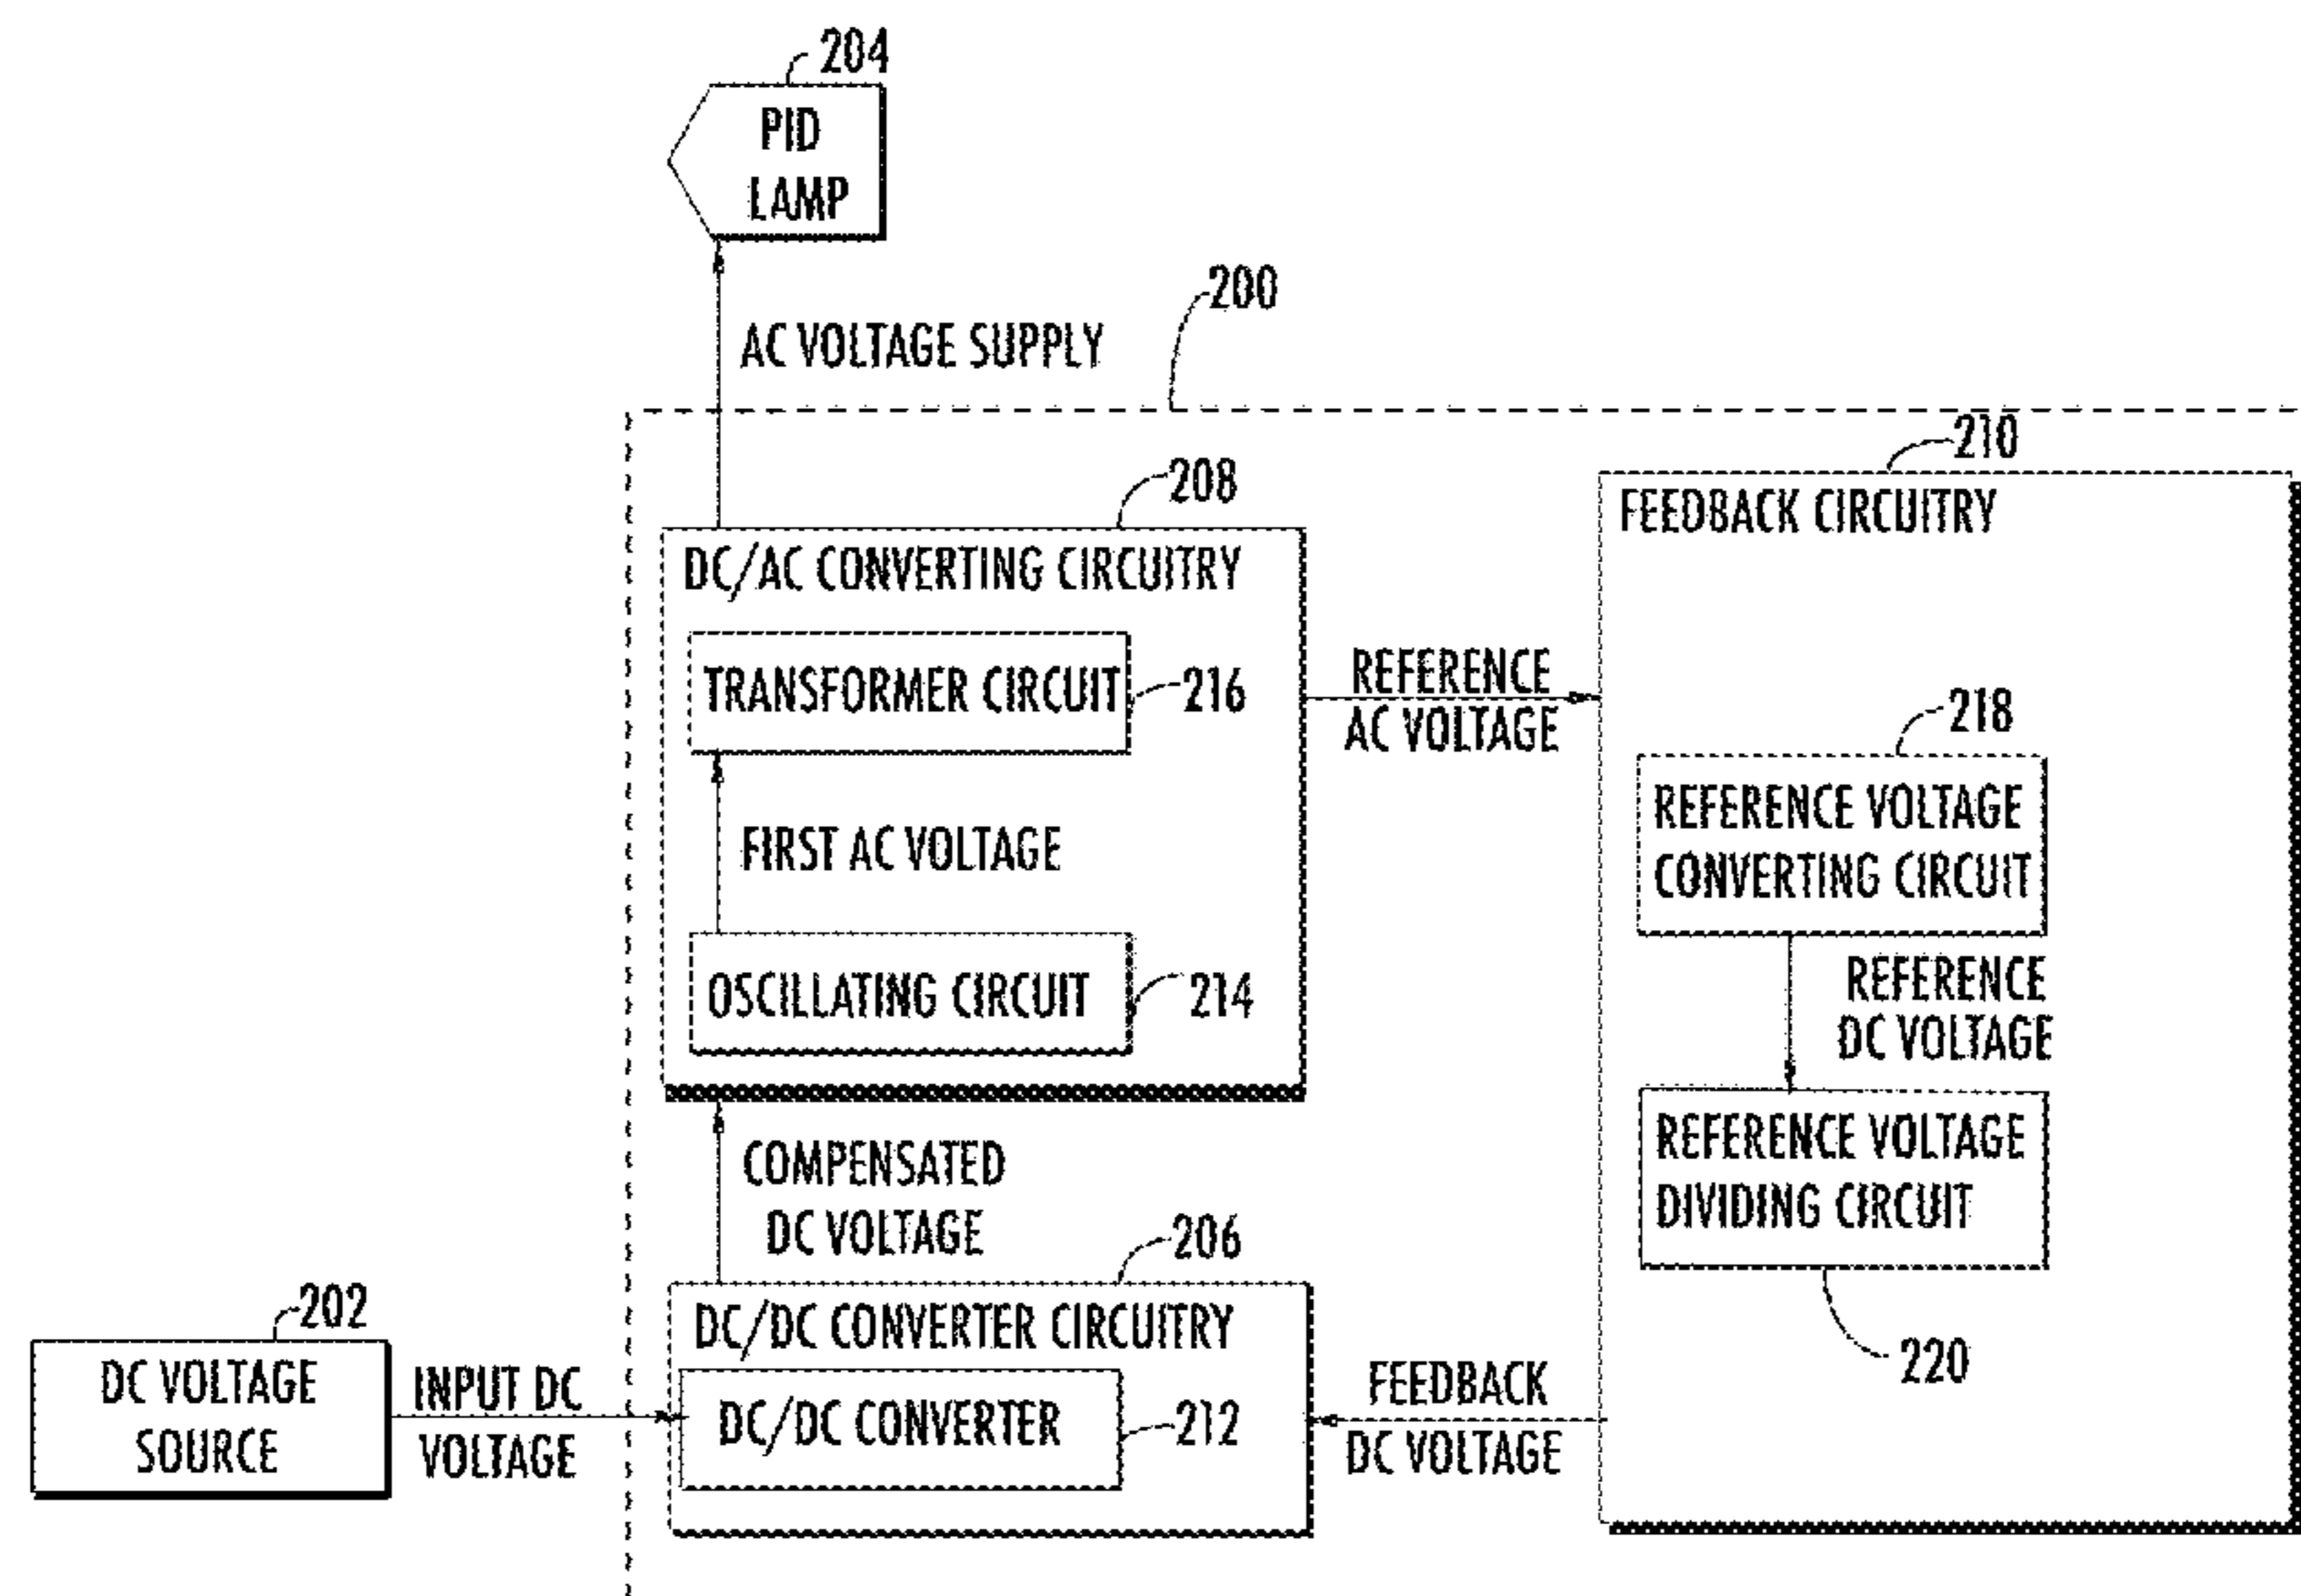 204
PID
LAMP
200
AC VOLTAGE SUPPLY
210
208
FEEDBACK CIRCUITRY
DC/AC CONVERTING CIRCUITRY
TRANSFORMER CIRCUIT
216
REFERENCE
AC VOLTAGE
218
REFERENCE VOLTAGE
CONVERTING CIRCUIT
FIRST AC VOLTAGE
OSCILLATING CIRCUIT
214
REFERENCE
DC VOLTAGE
REFERENCE VOLTAGE
DIVIDING CIRCUIT
220
COMPENSATED
DC VOLTAGE
206
DC/DC CONVERTER CIRCUITRY
DC/DC CONVERTER
212
202
DC VOLTAGE
SOURCE
INPUT DC
VOLTAGE
FEEDBACK
DC VOLTAGE